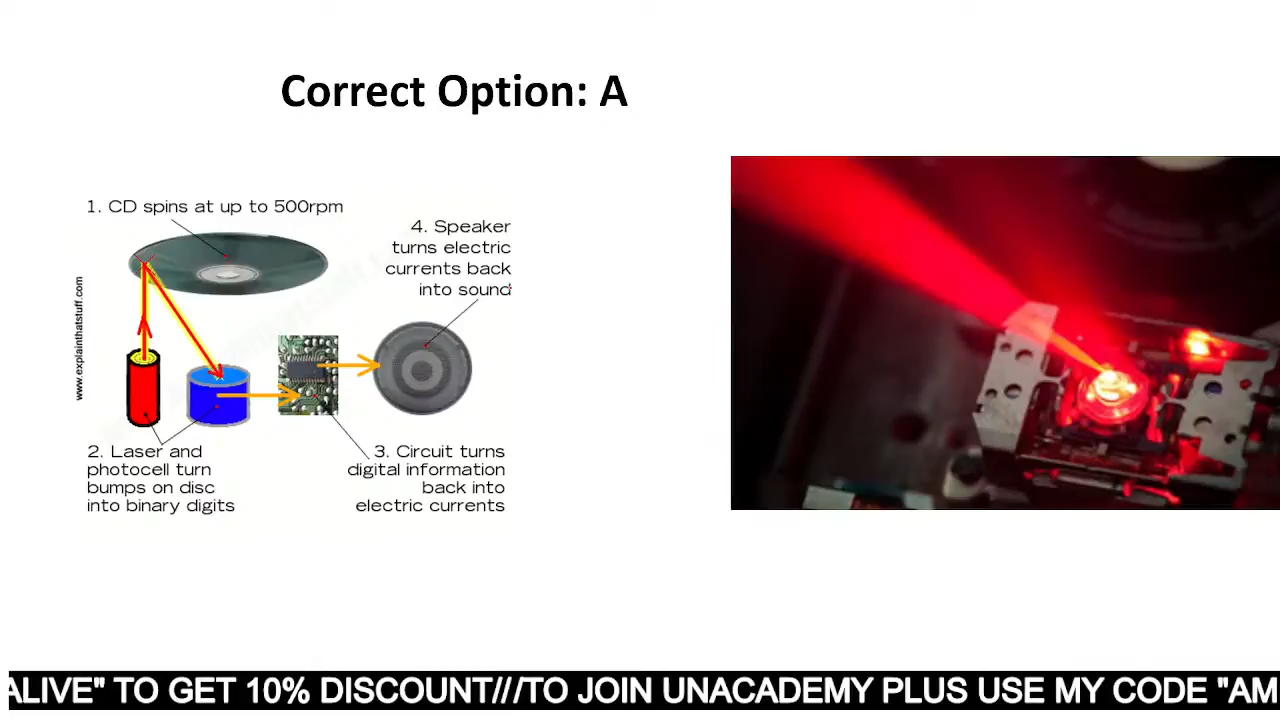 Correct Option: A
1. CD spins at up to 500rpm
4. Speaker
turns electric
currents back
into sound
www.explainthatstuff.com
2. Laser and
photocell turn
bumps on disc
into binary digits
3. Circuit turns
digital information
back into
electric currents
ALIVE" TO GET 10% DISCOUNT///TO JOIN UNACADEMY PLUS USE MY CODE "AM